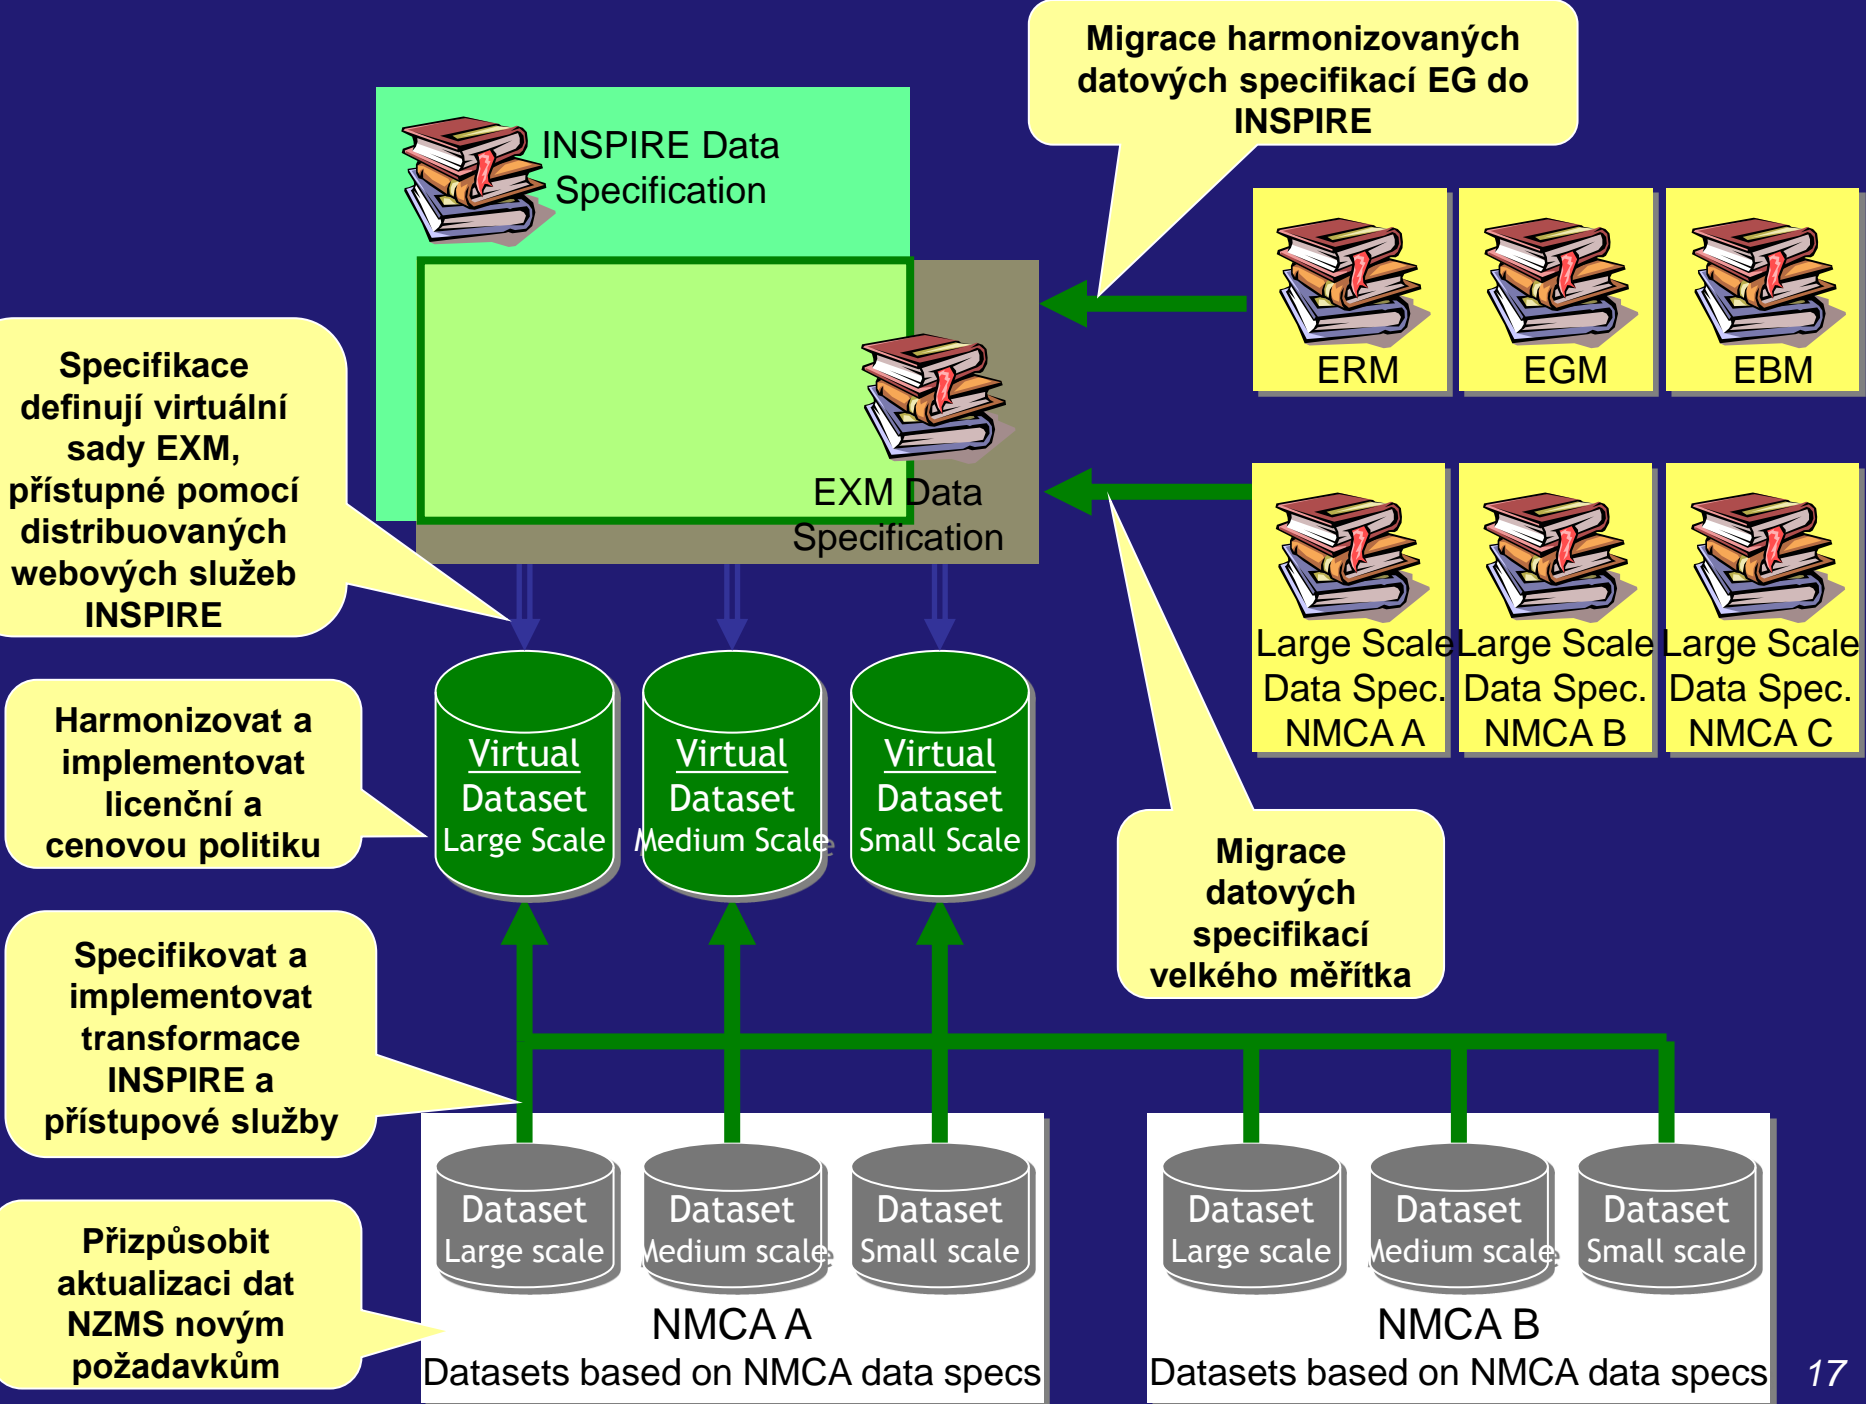 Migrace harmonizovaných
datových specifikací EG do
INSPIRE
INSPIRE Data
Specification
ERM
EGM
EBM
Specifikace
definují virtuální
sady EXM,
přístupné pomocí
distribuovaných
webových služeb
INSPIRE
EXM Data
Specification
Large Scale
Data Spec.
NMCA A
Large Scale
Data Spec.
NMCA B
Large Scale
Data Spec.
NMCA C
Harmonizovat a
implementovat
licenční a
cenovou politiku
Virtual
Dataset
Large Scale
Virtual
Dataset
Medium Scale
Virtual
Dataset
Small Scale
Migrace
datových
specifikací
velkého měřítka
Specifikovat a
implementovat
transformace
INSPIRE a
přístupové služby
Přizpůsobit
aktualizaci dat
NZMS novým
požadavkům
Dataset
Large scale
Dataset
Medium scale
Dataset
Small scale
NMCA A
Datasets based on NMCA data specs
Dataset
Large scale
Dataset
Medium scale
Dataset
Small scale
NMCA B
Datasets based on NMCA data specs
17